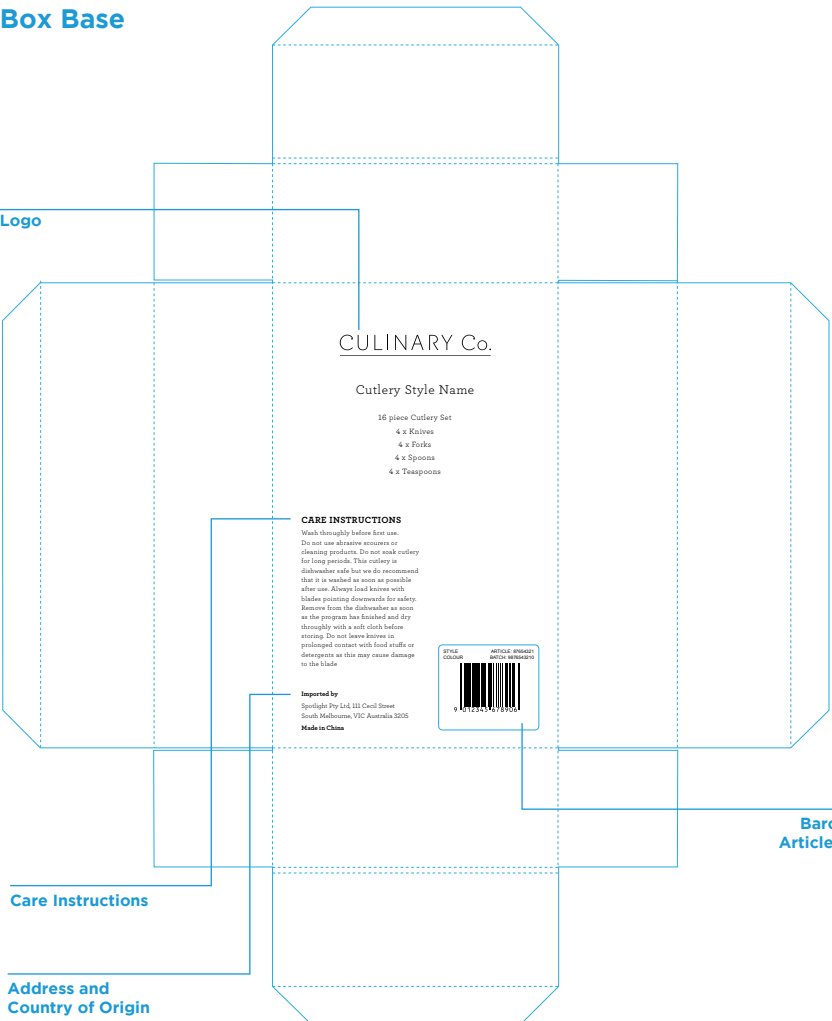 Box Base
Logo
CULINARY Co.
Cutlery Style Name
16 piece Cutlery Set
4 x Knives
4 x Forks
4 x Spoons
4 x Teaspoons
CARE INSTRUCTIONS
Wash throughly before first use.
Do not use abrasive scourers or
cleaning products. Do not soak cutlery
for long periods. This cutlery is
dishwasher safe but we do recommend
that it is washed as soon as possible
after use. Always load knives with
blades pointing downwards for safety.
Remove from the dishwasher as soon
as the program has finished and dry
throughly with a soft cloth before
storing. Do not leave knives in
prolonged contact with food stuffs or
detergents as this may cause damage
to the blade
Imported by
Spotlight Pty Ltd, 111 Cecil Street
South Melbourne, VIC Australia 3205
Made in China
STYLE ARTICLE: 87654321
COLOUR BATCH: 9876543210
9 012345 678906
Barc
Article
Care Instructions
Address and
Country of Origin